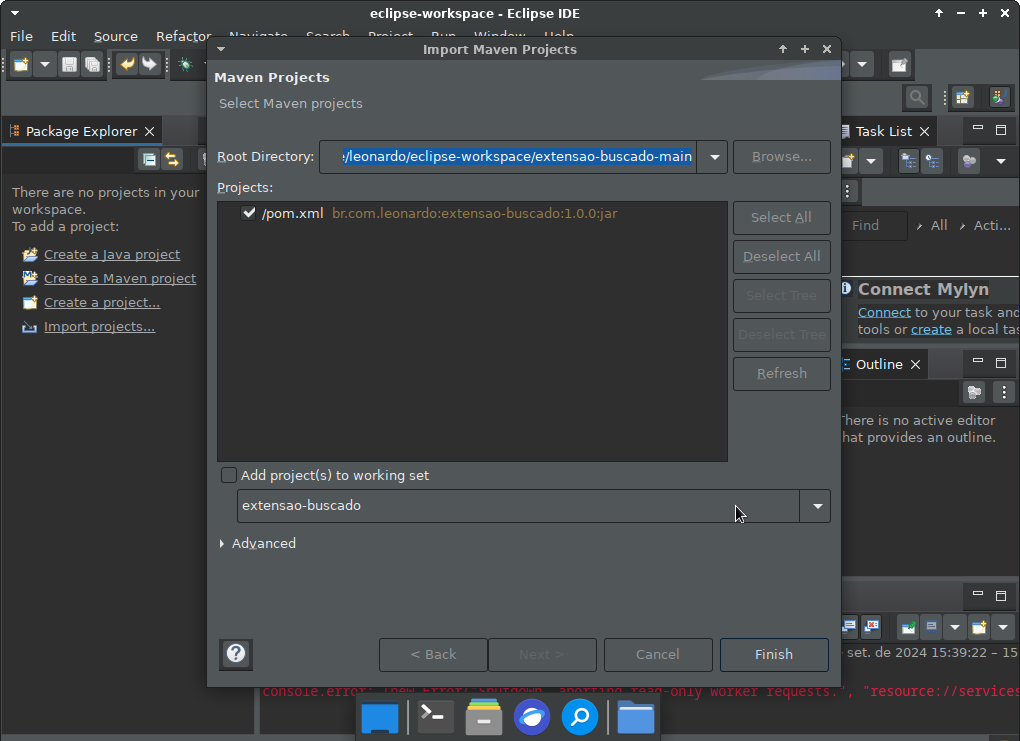 eclipse-workspace - Eclipse IDE
File Edit Source Refactor Navigate Search Project Run Window Help
Import Maven Projects
Maven Projects
Select Maven projects
Package Explorer
Task List
Root Directory: /leonardo/eclipse-workspace/extensao-buscado-main Browse...
There are no projects in your
workspace.
To add a project:
Create a Java project
Create a Maven project
Create a project...
Import projects...
Projects:
/pom.xml br.com.leonardo:extensao-buscado:1.0.0:jar
Select All
Deselect All
Select Tree
Deselect Tree
Refresh
Find All Acti...
Connect Mylyn
Connect to your task and
tools or create a local tas
Outline
There is no active editor
that provides an outline.
Add project(s) to working set
extensao-buscado
Advanced
? < Back Next > Cancel Finish
set. de 2024 15:39:22 – 15
console.error: (new Error("Shutdown, aborting read-only worker requests.", "resource://services